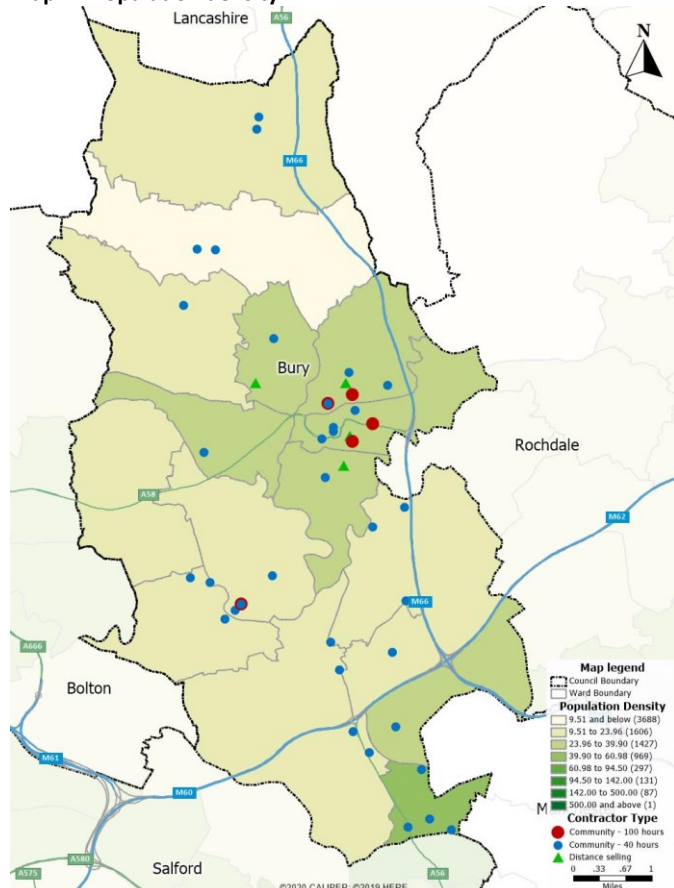 Lancashire
A56
N
M66
Bury
Rochdale
A58
M62
M66
A666
Bolton
M61
M60
Salford
A580
A575
A56
Map legend
Council Boundary
Ward Boundary
Population Density
9.51 and below (3688)
9.51 to 23.96 (1606)
23.96 to 39.90 (1427)
39.90 to 60.98 (969)
60.98 to 94.50 (297)
94.50 to 142.00 (131)
142.00 to 500.00 (87)
500.00 and above (1)
Contractor Type
Community - 100 hours
Community - 40 hours
Distance selling
0 .33 .67 1
Miles
©2020 CALIPER; ©2019 HERE